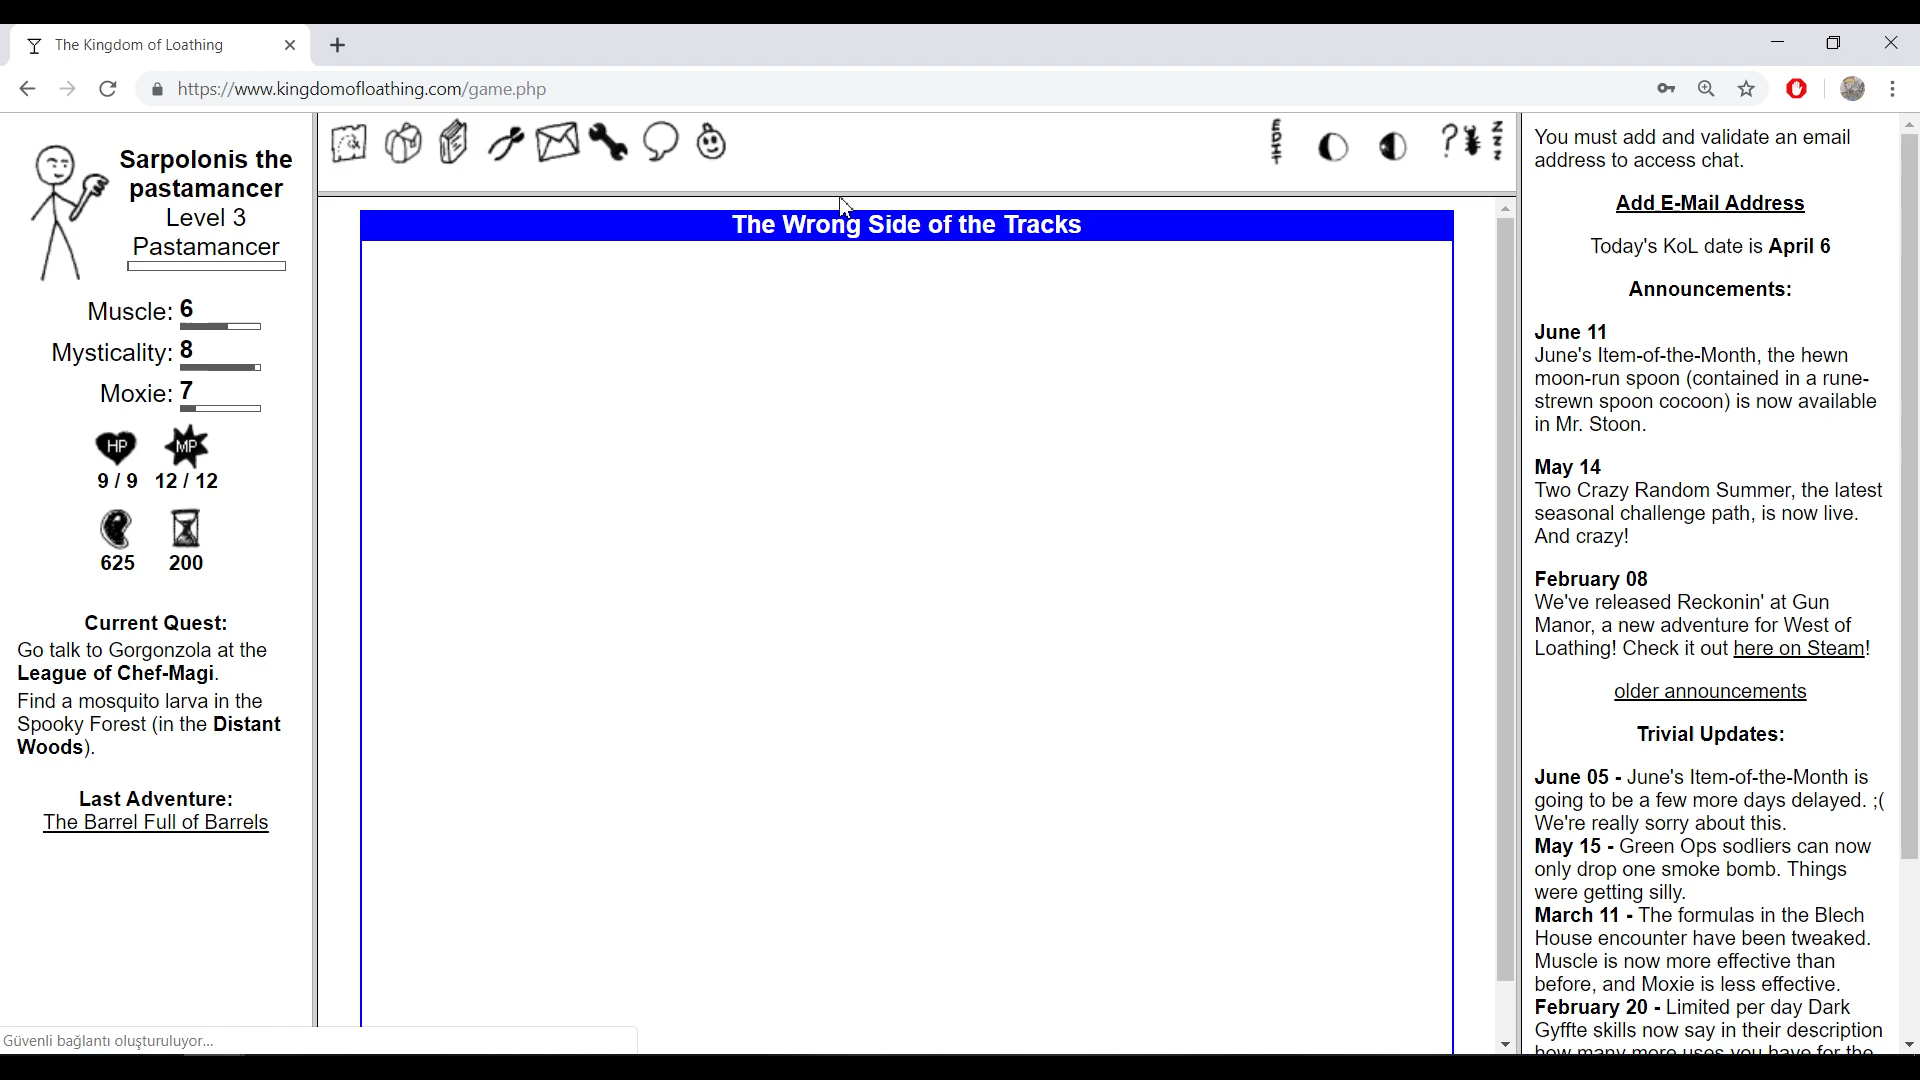 The Kingdom of Loathing
https://www.kingdomofloathing.com/game.php
Sarpolonis the
pastamancer
Level 3
Pastamancer
Muscle: 6
Mysticality: 8
Moxie: 7
HP MP
9 / 9 12 / 12
625 200
Current Quest:
Go talk to Gorgonzola at the
League of Chef-Magi.
Find a mosquito larva in the
Spooky Forest (in the Distant
Woods).
Last Adventure:
The Barrel Full of Barrels
Güvenli bağlantı oluşturuluyor...
EDIT
?
ZZZZ
The Wrong Side of the Tracks
You must add and validate an email
address to access chat.
Add E-Mail Address
Today's KoL date is April 6
Announcements:
June 11
June's Item-of-the-Month, the hewn
moon-run spoon (contained in a rune-
strewn spoon cocoon) is now available
in Mr. Stoon.
May 14
Two Crazy Random Summer, the latest
seasonal challenge path, is now live.
And crazy!
February 08
We've released Reckonin' at Gun
Manor, a new adventure for West of
Loathing! Check it out here on Steam!
older announcements
Trivial Updates:
June 05 - June's Item-of-the-Month is
going to be a few more days delayed. ;(
We're really sorry about this.
May 15 - Green Ops sodliers can now
only drop one smoke bomb. Things
were getting silly.
March 11 - The formulas in the Blech
House encounter have been tweaked.
Muscle is now more effective than
before, and Moxie is less effective.
February 20 - Limited per day Dark
Gyffte skills now say in their description
how many more uses you have for the